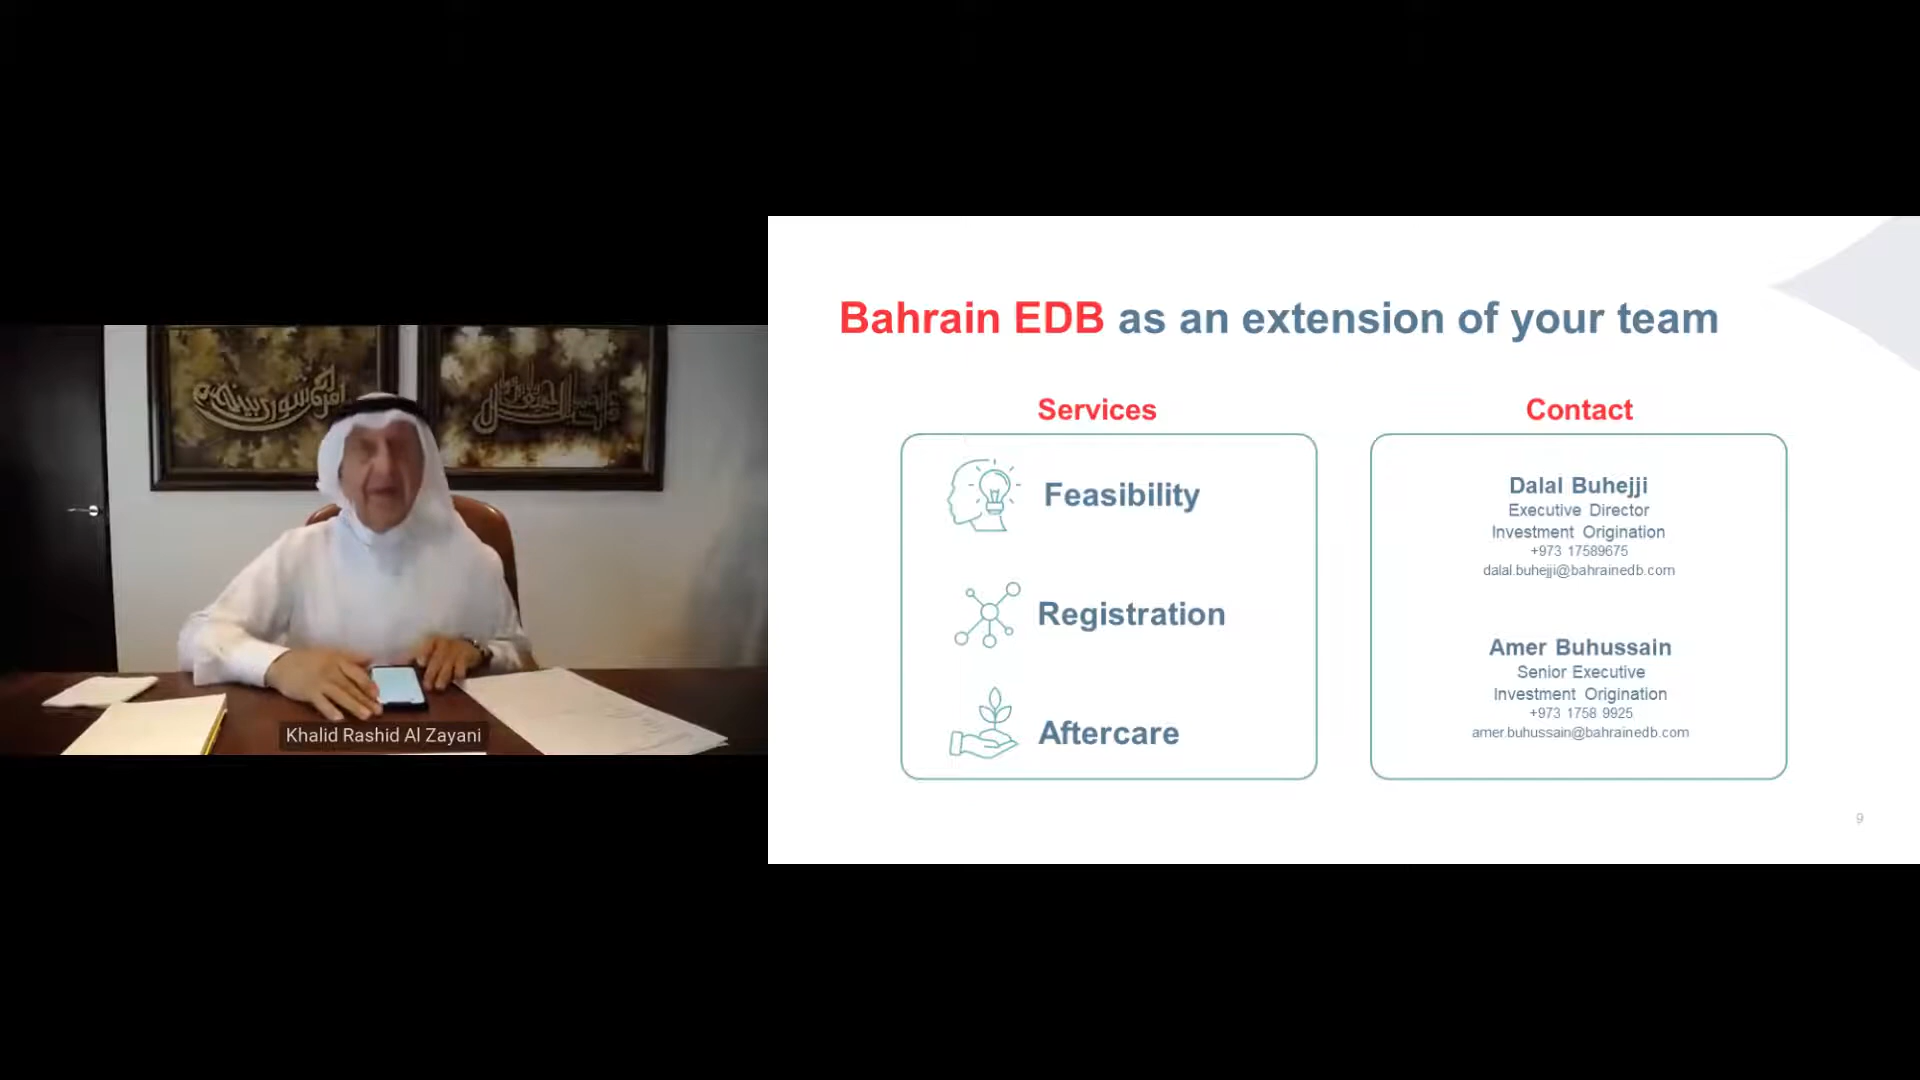 Bahrain EDB as an extension of your team
Services
Feasibility
Registration
Aftercare
Contact
Dalal Buhejji
Executive Director
Investment Origination
+973 17589675
dalal.buhejji@bahrainedb.com
Amer Buhussain
Senior Executive
Investment Origination
+973 1758 9925
amer.buhussain@bahrainedb.com
9
Khalid Rashid Al Zayani